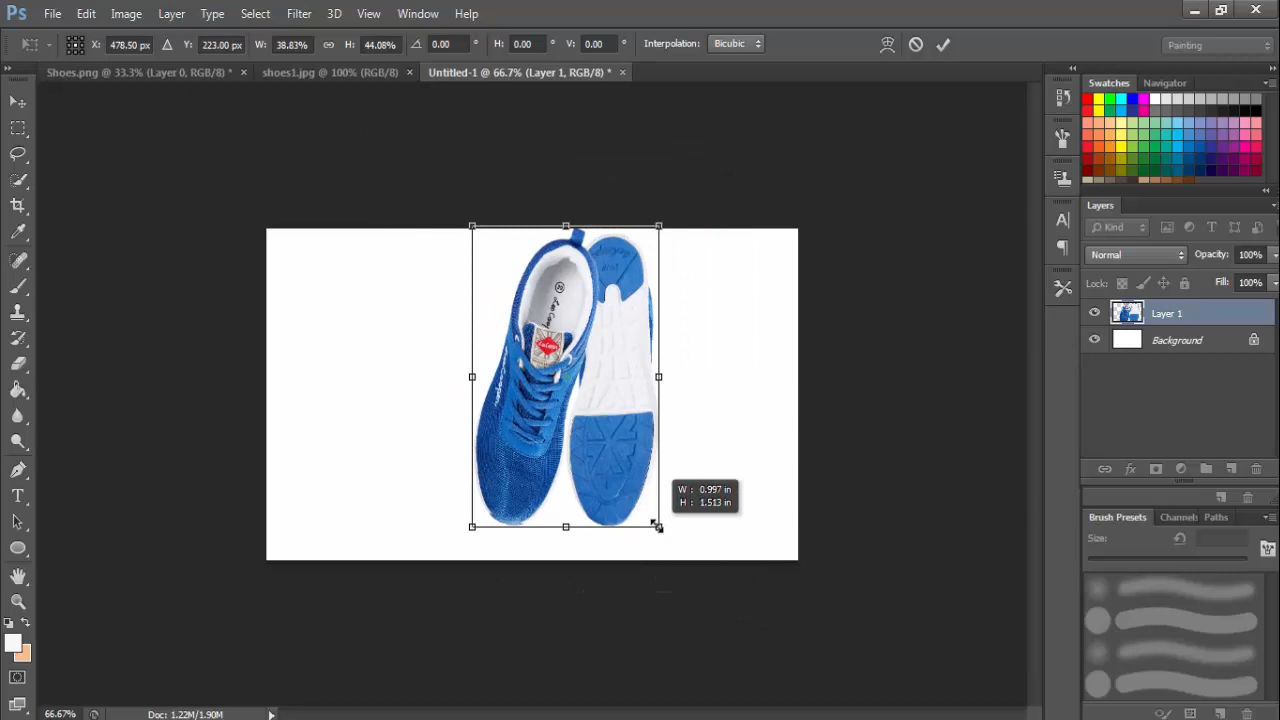 Ps File Edit Image Layer Type Select Filter 3D View Window Help
X: 478.50 px Y: 223.00 px W: 38.83% H: 44.08% 0.00 ° H: 0.00 ° V: 0.00 ° Interpolation: Bicubic Painting
Shoes.png @ 33.3% (Layer 0, RGB/8) * × shoes1.jpg @ 100% (RGB/8) × Untitled-1 @ 66.7% (Layer 1, RGB/8) * ×
Swatches Navigator
Layers
Kind
Normal Opacity: 100%
Lock: Fill: 100%
Layer 1
Background
W : 0.997 in
H : 1.513 in
Brush Presets Channels Paths
Size:
66.67% Doc: 1.22M/1.90M